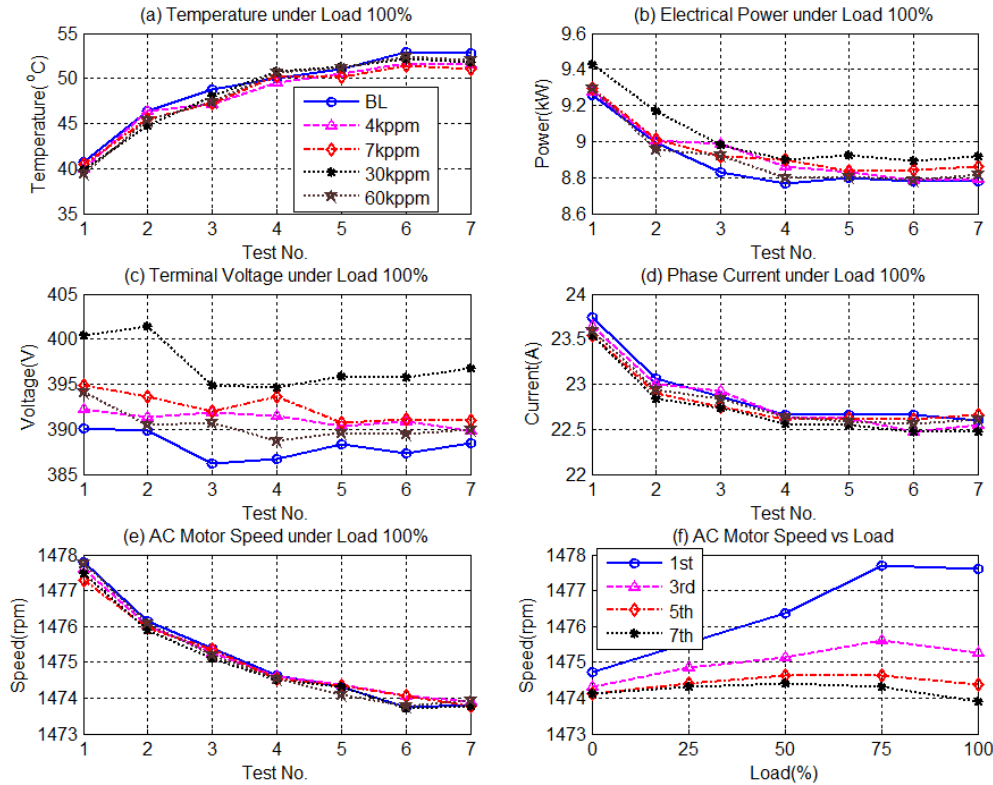 (a) Temperature under Load 100%
Temperature(°C)
55
50
45
40
35
BL
4kppm
7kppm
30kppm
60kppm
1 2 3 4 5 6 7
Test No.
(b) Electrical Power under Load 100%
Power(kW)
9.6
9.4
9.2
9
8.8
8.6
1 2 3 4 5 6 7
Test No.
(c) Terminal Voltage under Load 100%
Voltage(V)
405
400
395
390
385
1 2 3 4 5 6 7
Test No.
(d) Phase Current under Load 100%
Current(A)
24
23.5
23
22.5
22
1 2 3 4 5 6 7
Test No.
(e) AC Motor Speed under Load 100%
Speed(rpm)
1478
1477
1476
1475
1474
1473
1 2 3 4 5 6 7
Test No.
(f) AC Motor Speed vs Load
Speed(rpm)
1478
1477
1476
1475
1474
1473
1st
3rd
5th
7th
0 25 50 75 100
Load(%)